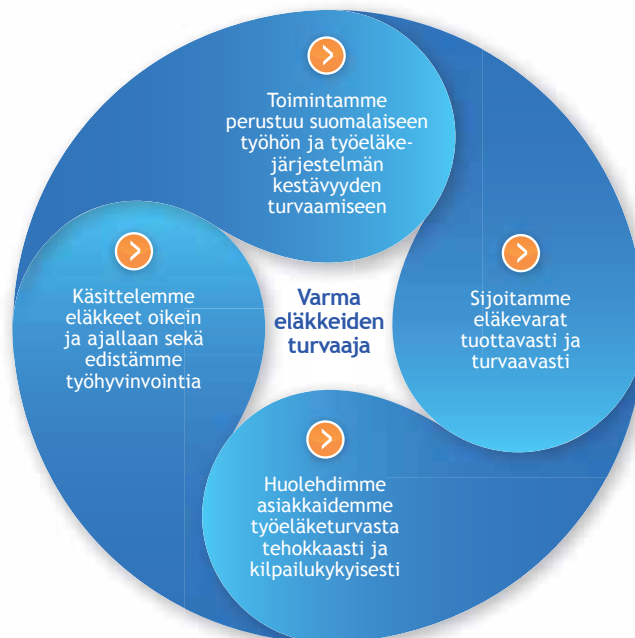 Toimintamme
perustuu suomalaiseen
työhön ja työeläke-
järjestelmän
kestävyyden
turvaamiseen
Käsittelemme
eläkkeet oikein
ja ajallaan sekä
edistämme
työhyvinvointia
Varma
eläkkeiden
turvaaja
Sijoitamme
eläkevarat
tuottavasti ja
turvaavasti
Huolehdimme
asiakkaidemme
työeläketurvasta
tehokkaasti ja
kilpailukykyisesti